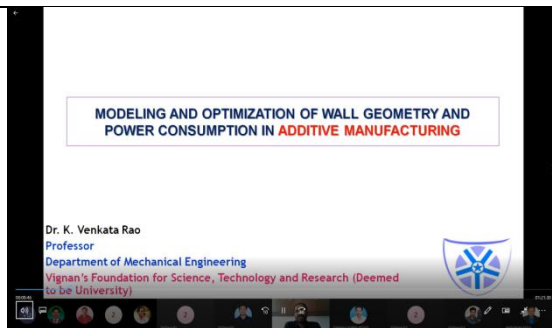 MODELING AND OPTIMIZATION OF WALL GEOMETRY AND
POWER CONSUMPTION IN ADDITIVE MANUFACTURING
Dr. K. Venkata Rao
Professor
Department of Mechanical Engineering
Vignan's Foundation for Science, Technology and Research (Deemed
to be University)